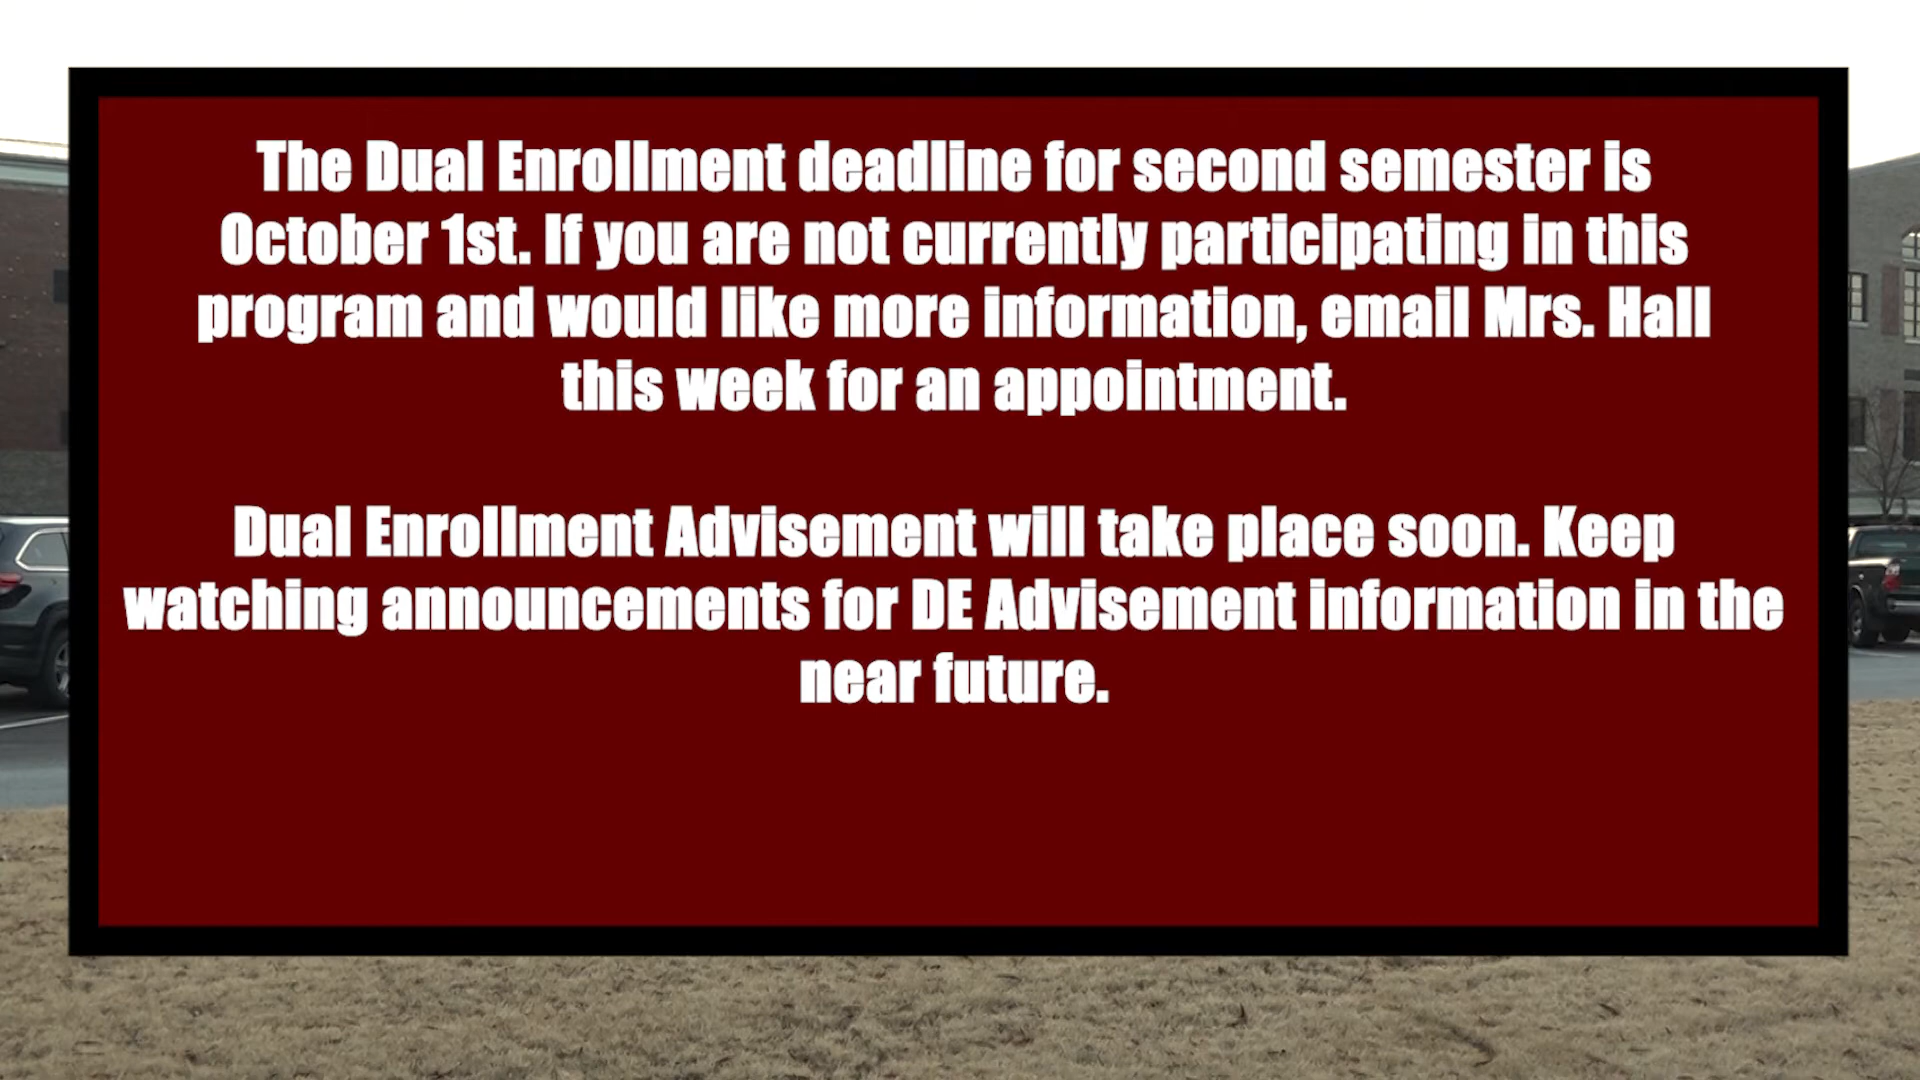 The Dual Enrollment deadline for second semester is
October 1st. If you are not currently participating in this
program and would like more information, email Mrs. Hall
this week for an appointment.
Dual Enrollment Advisement will take place soon. Keep
watching announcements for DE Advisement information in the
near future.